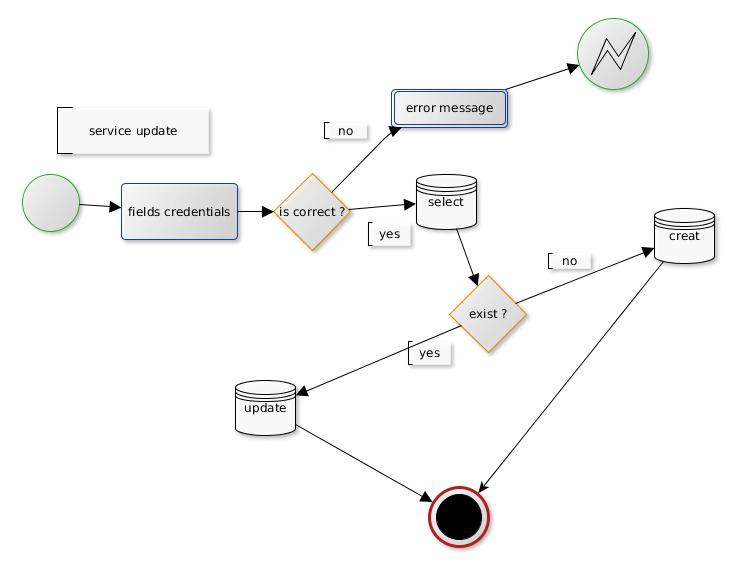 error message
service update
no
select
fields credentials
is correct ?
yes
creat
no
exist ?
yes
update